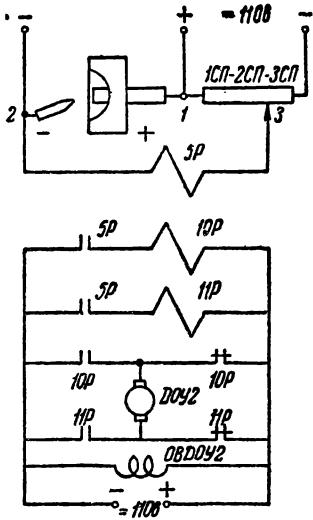 - + = 110В -
1СП-2СП-3СП
2 - + 1 3
5Р
5Р 10Р
5Р 11Р
10Р 10Р
ДОУ2
11Р 11Р
ОВДОУ2
- +
= 110В